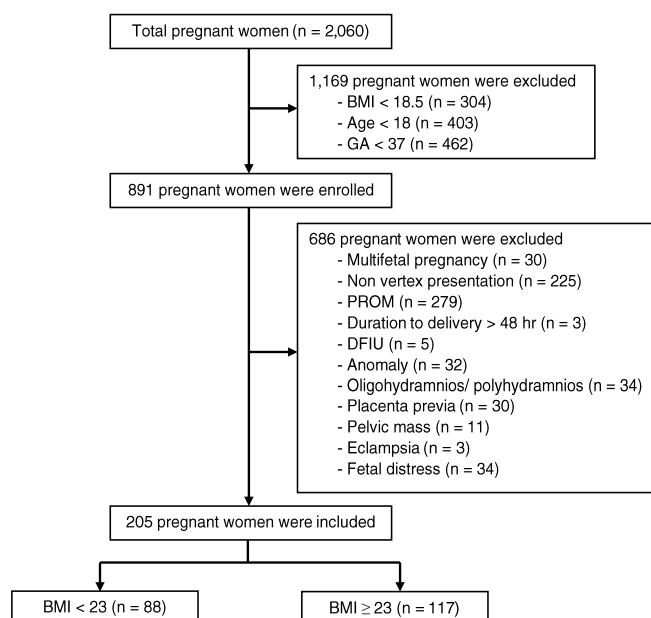 Total pregnant women (n = 2,060)
1,169 pregnant women were excluded
- BMI < 18.5 (n = 304)
- Age < 18 (n = 403)
- GA < 37 (n = 462)
891 pregnant women were enrolled
686 pregnant women were excluded
- Multifetal pregnancy (n = 30)
- Non vertex presentation (n = 225)
- PROM (n = 279)
- Duration to delivery > 48 hr (n = 3)
- DFIU (n = 5)
- Anomaly (n = 32)
- Oligohydramnios/ polyhydramnios (n = 34)
- Placenta previa (n = 30)
- Pelvic mass (n = 11)
- Eclampsia (n = 3)
- Fetal distress (n = 34)
205 pregnant women were included
BMI < 23 (n = 88)
BMI ≥ 23 (n = 117)